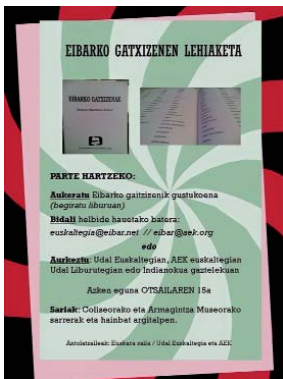 EIBARKO GATXIZENEN LEHIAKETA
EIBARKO GATXIZENAK
PARTE HARTZEKO:
Aukeratu Eibarko gaitizenik gustukoena
(begiratu liburuan)
Bidali helbide hauetako batera:
euskaltegia@eibar.net // eibar@aek.org
edo
Aurkeztu: Udal Euskaltegian, AEK euskaltegian
Udal Liburutegian edo Indianokua gaztelekuan
Azken eguna OTSAILAREN 15a
Sariak: Coliseorako eta Armagintza Museorako
sarrerak eta hainbat argitalpen.
Antolatzaileak: Euskara zaila / Udal Euskaltegia eta AEK